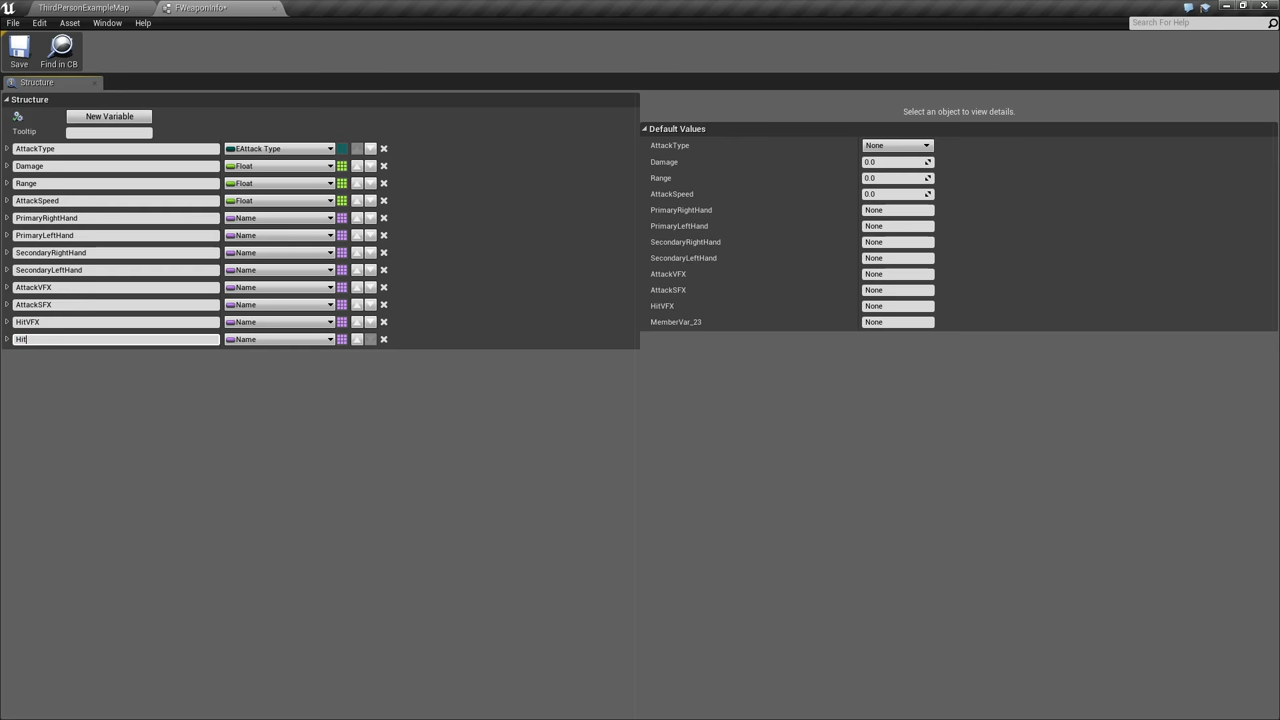 ThirdPersonExampleMap
FWeaponInfo*
File Edit Asset Window Help
Search For Help
Save Find in CB
Structure
Structure
New Variable
Tooltip
AttackType EAttack Type
Damage Float
Range Float
AttackSpeed Float
PrimaryRightHand Name
PrimaryLeftHand Name
SecondaryRightHand Name
SecondaryLeftHand Name
AttackVFX Name
AttackSFX Name
HitVFX Name
Hit Name
Select an object to view details.
Default Values
AttackType None
Damage 0.0
Range 0.0
AttackSpeed 0.0
PrimaryRightHand None
PrimaryLeftHand None
SecondaryRightHand None
SecondaryLeftHand None
AttackVFX None
AttackSFX None
HitVFX None
MemberVar_23 None